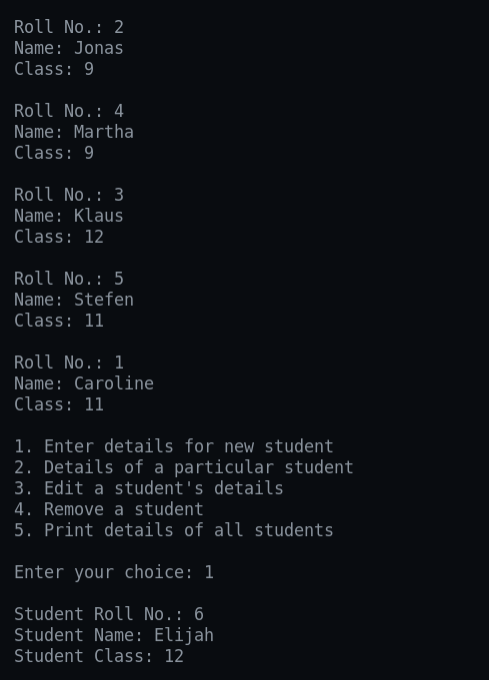 Roll No.: 2
Name: Jonas
Class: 9
Roll No.: 4
Name: Martha
Class: 9
Roll No.: 3
Name: Klaus
Class: 12
Roll No.: 5
Name: Stefen
Class: 11
Roll No.: 1
Name: Caroline
Class: 11
1. Enter details for new student
2. Details of a particular student
3. Edit a student's details
4. Remove a student
5. Print details of all students
Enter your choice: 1
Student Roll No.: 6
Student Name: Elijah
Student Class: 12